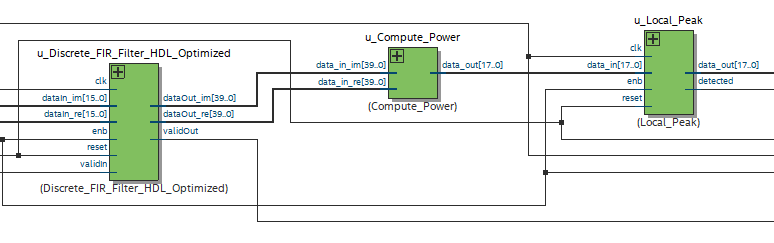 u_Discrete_FIR_Filter_HDL_Optimized
clk
dataIn_im[15..0]
dataIn_re[15..0]
enb
reset
validIn
dataOut_im[39..0]
dataOut_re[39..0]
validOut
(Discrete_FIR_Filter_HDL_Optimized)
u_Compute_Power
data_in_im[39..0]
data_in_re[39..0]
data_out[17..0]
(Compute_Power)
u_Local_Peak
clk
data_in[17..0]
enb
reset
data_out[17..0]
detected
(Local_Peak)